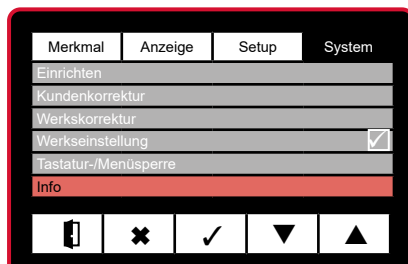 Merkmal Anzeige Setup System
Einrichten
Kundenkorrektur
Werkskorrektur
Werkseinstellung
Tastatur-/Menüsperre
Info